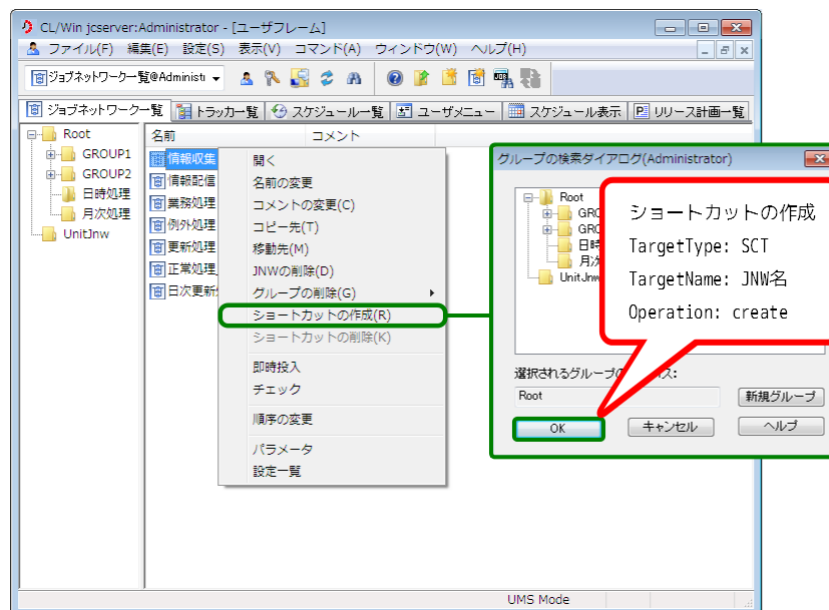 CL/Win jcserver:Administrator - [ユーザフレーム]
ファイル(F) 編集(E) 設定(S) 表示(V) コマンド(A) ウィンドウ(W) ヘルプ(H)
ジョブネットワーク一覧@Administr
ジョブネットワーク一覧 トラッカー覧 スケジュール一覧 ユーザメニュー スケジュール表示 リリース計画一覧
Root
GROUP1
GROUP2
日時処理
月次処理
UnitJnw
名前 コメント
情報収集
情報配信
業務処理
例外処理
更新処理
正常処理
日次更新
開く
名前の変更
コメントの変更(C)
コピー先(T)
移動先(M)
JNWの削除(D)
グループの削除(G)
ショートカットの作成(R)
ショートカットの削除(K)
即時投入
チェック
順序の変更
パラメータ
設定一覧
グループの検索ダイアログ(Administrator)
Root
GRO
GRO
日時
月次
UnitJnw
選択されるグループの ス:
Root
新規グループ
OK キャンセル ヘルプ
ショートカットの作成
TargetType: SCT
TargetName: JNW名
Operation: create
UMS Mode